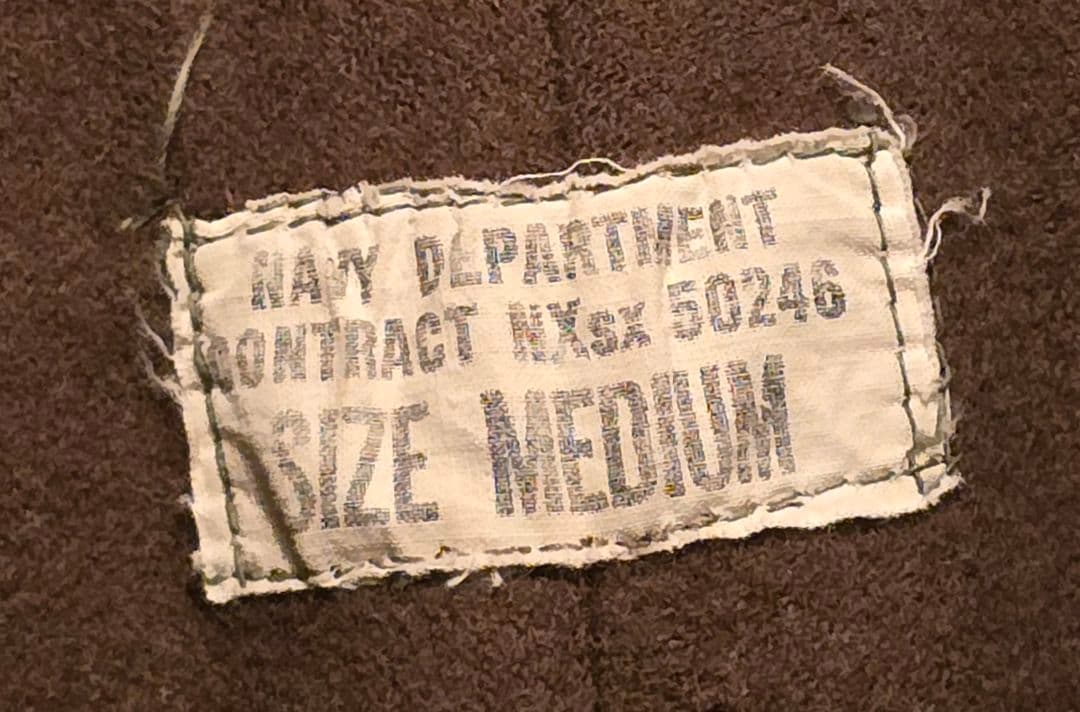 NAVY DEPARTMENT
CONTRACT NXsx 50246
SIZE MEDIUM